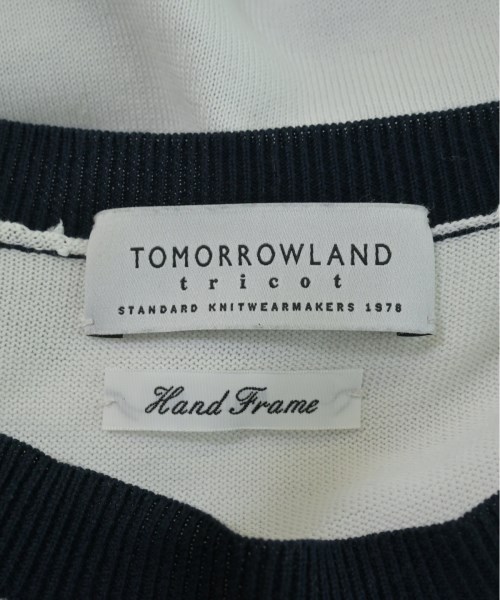 TOMORROWLAND
tricot
STANDARD KNITWEARMAKERS 1978
Hand Frame